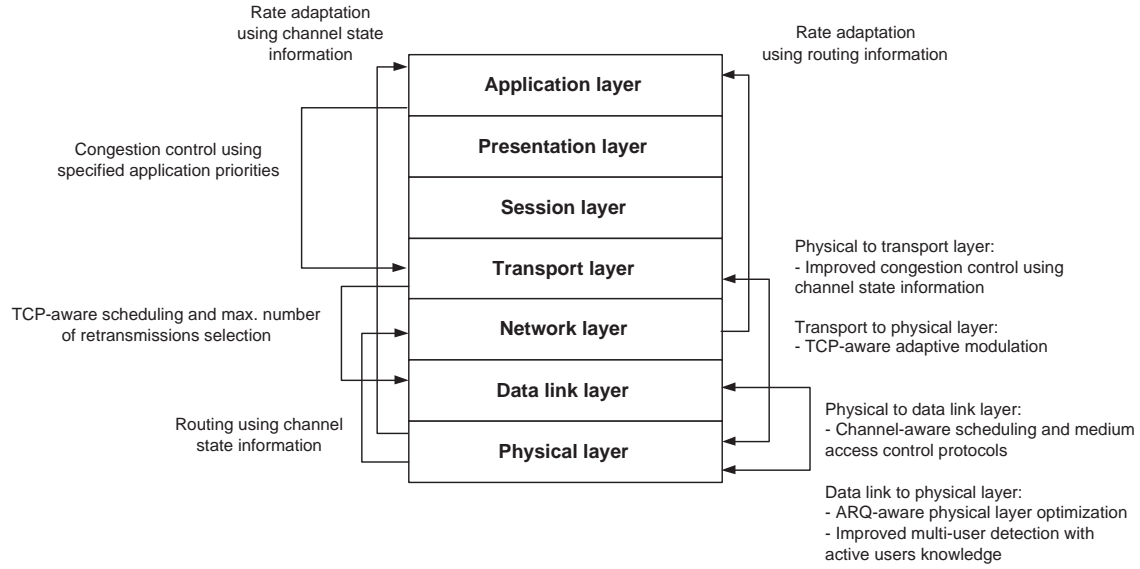 Rate adaptation
using channel state
information
Rate adaptation
using routing information
Application layer
Congestion control using
specified application priorities
Presentation layer
Session layer
Transport layer
Physical to transport layer:
- Improved congestion control using
channel state information
TCP-aware scheduling and max. number
of retransmissions selection
Network layer
Transport to physical layer:
- TCP-aware adaptive modulation
Data link layer
Routing using channel
state information
Physical layer
Physical to data link layer:
- Channel-aware scheduling and medium
access control protocols
Data link to physical layer:
- ARQ-aware physical layer optimization
- Improved multi-user detection with
active users knowledge